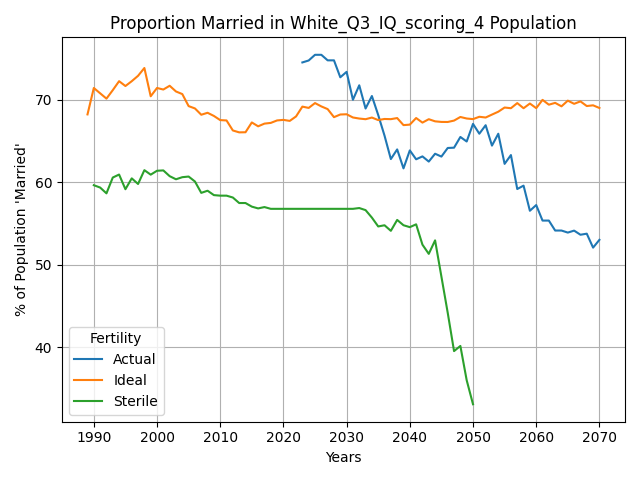 Proportion Married in White_Q3_IQ_scoring_4 Population
% of Population 'Married'
70
60
50
40
Fertility
Actual
Ideal
Sterile
1990 2000 2010 2020 2030 2040 2050 2060 2070
Years